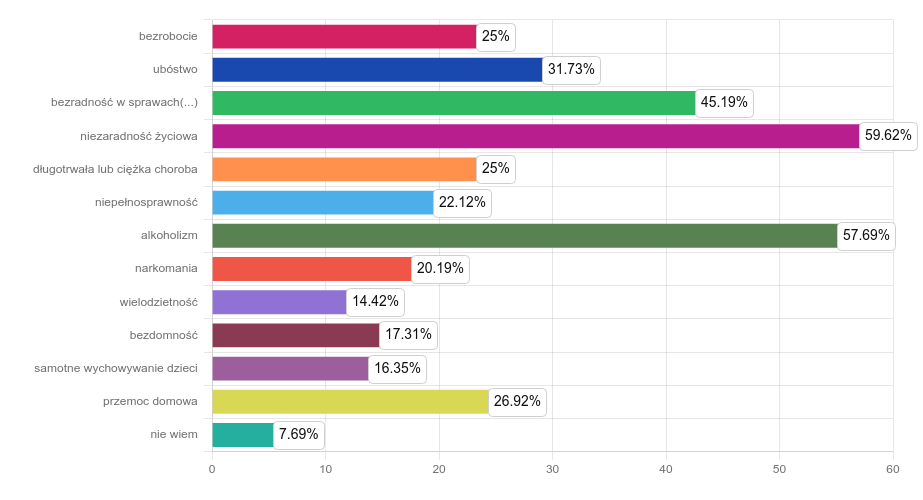 bezrobocie 25%
ubóstwo 31.73%
bezradność w sprawach(...) 45.19%
niezaradność życiowa 59.62%
długotrwała lub ciężka choroba 25%
niepełnosprawność 22.12%
alkoholizm 57.69%
narkomania 20.19%
wielodzietność 14.42%
bezdomność 17.31%
samotne wychowywanie dzieci 16.35%
przemoc domowa 26.92%
nie wiem 7.69%
0 10 20 30 40 50 60